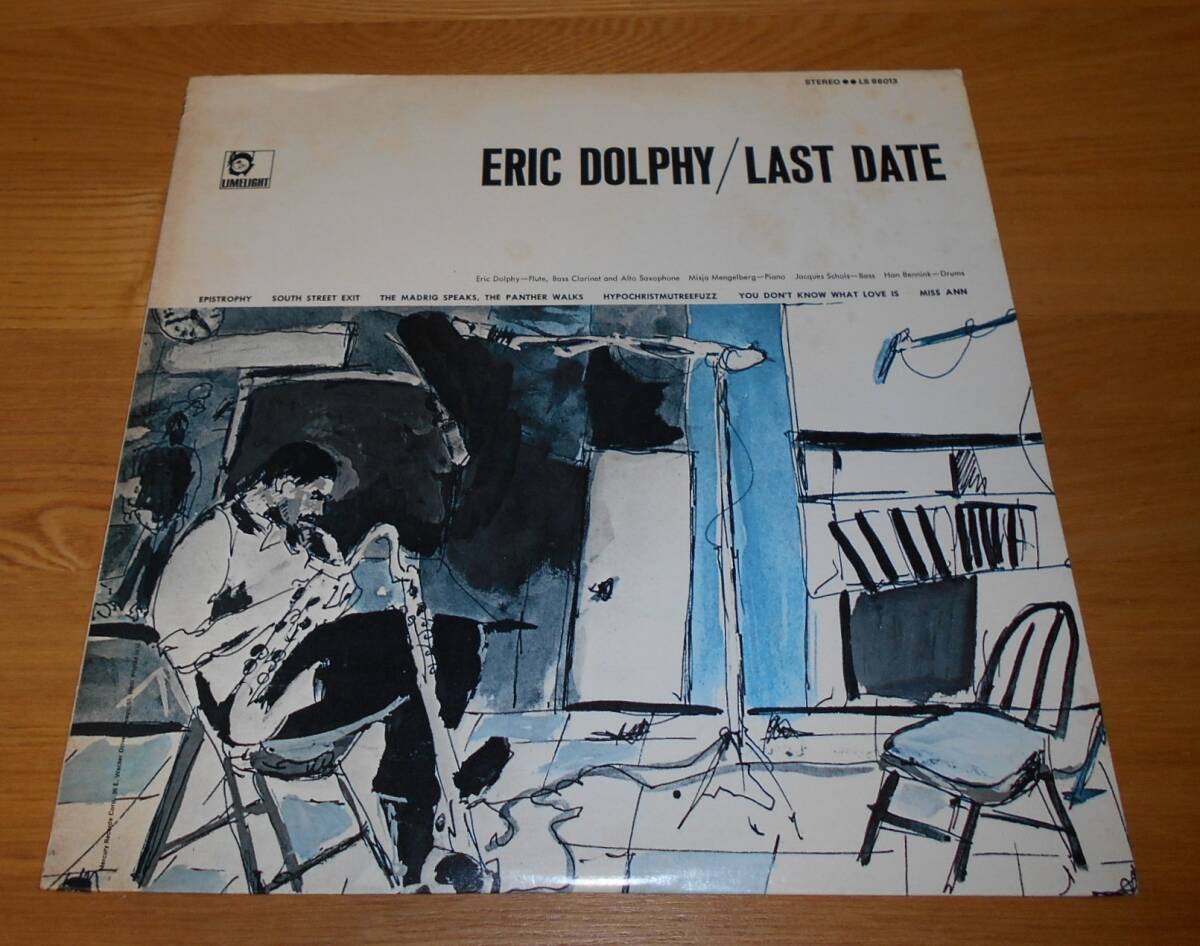 STEREO ●● LS 86013
LIMELIGHT
ERIC DOLPHY/LAST DATE
Eric Dolphy—Flute, Bass Clarinet and Alto Saxophone Misja Mengelberg—Piano Jacques Schols—Bass Han Bennink—Drums
EPISTROPHY SOUTH STREET EXIT THE MADRIG SPEAKS, THE PANTHER WALKS HYPOCHRISTMUTREEFUZZ YOU DON'T KNOW WHAT LOVE IS MISS ANN
Mercury Records